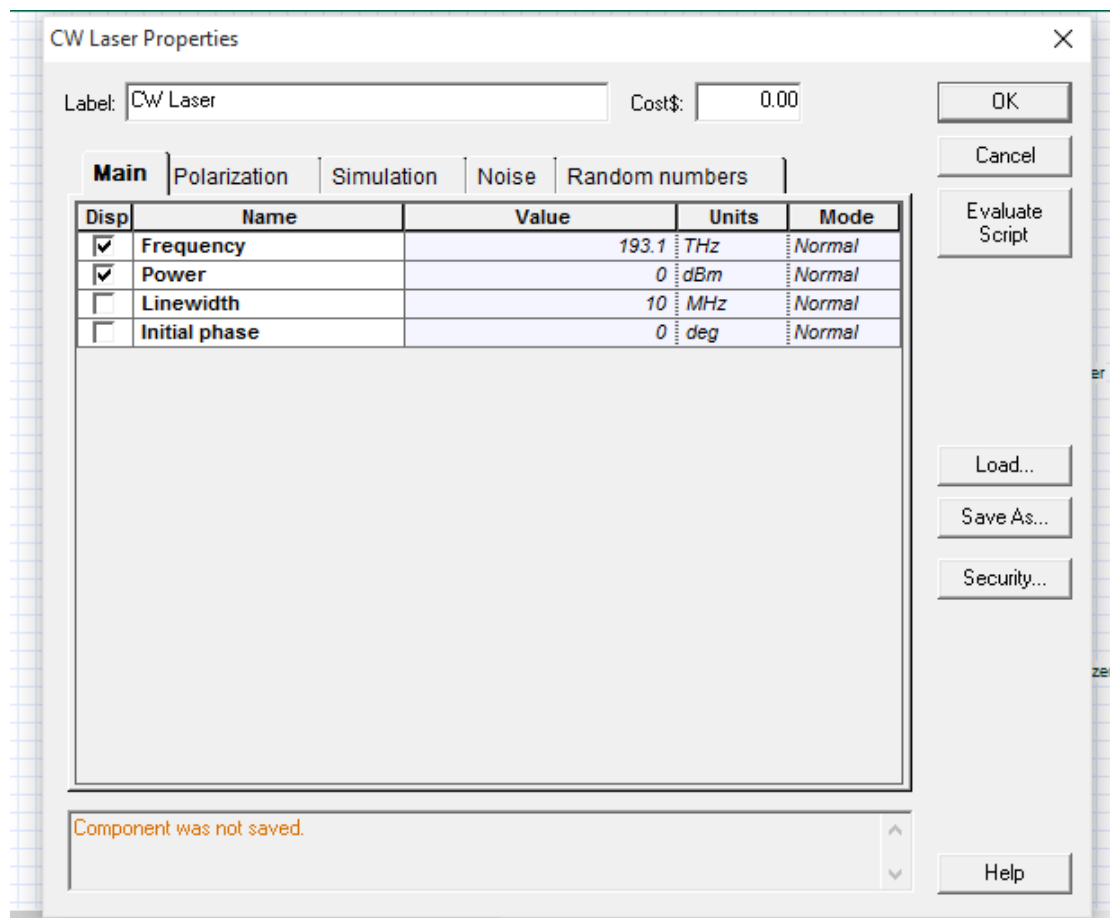 CW Laser Properties
Label: CW Laser Cost$: 0.00 OK
Cancel
Main Polarization Simulation Noise Random numbers
Disp Name Value Units Mode
Evaluate Script
Frequency 193.1 THz Normal
Power 0 dBm Normal
Linewidth 10 MHz Normal
Initial phase 0 deg Normal
er
Load...
Save As...
Security...
zer
Component was not saved.
Help